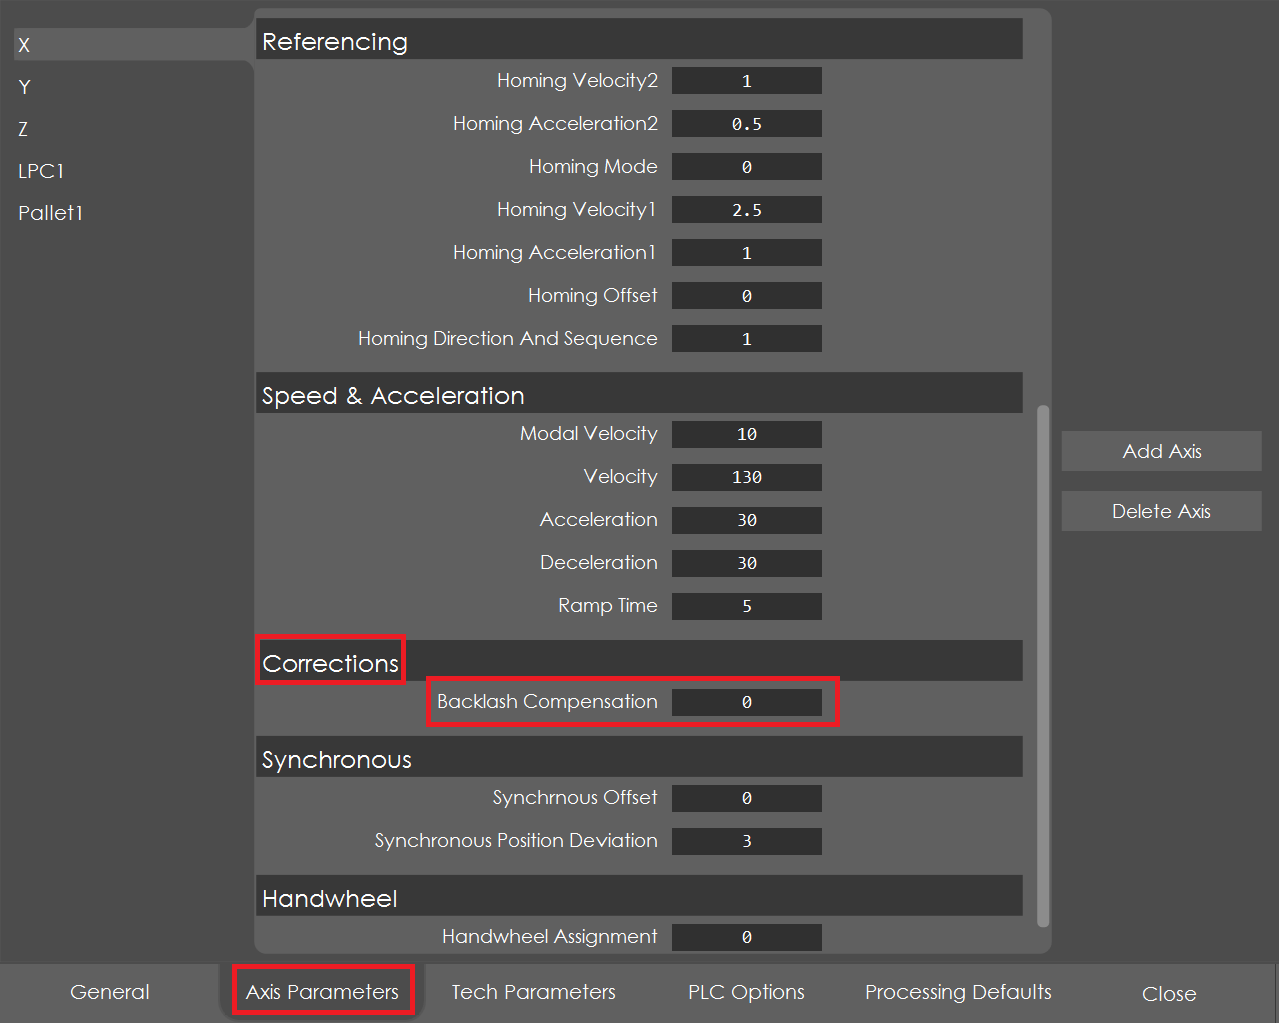 X
Y
Z
LPC1
Pallet1
Referencing
Homing Velocity2 1
Homing Acceleration2 0.5
Homing Mode 0
Homing Velocity1 2.5
Homing Acceleration1 1
Homing Offset 0
Homing Direction And Sequence 1
Speed & Acceleration
Modal Velocity 10
Velocity 130
Acceleration 30
Deceleration 30
Ramp Time 5
Corrections
Backlash Compensation 0
Synchronous
Synchrnous Offset 0
Synchronous Position Deviation 3
Handwheel
Handwheel Assignment 0
Add Axis
Delete Axis
General Axis Parameters Tech Parameters PLC Options Processing Defaults Close